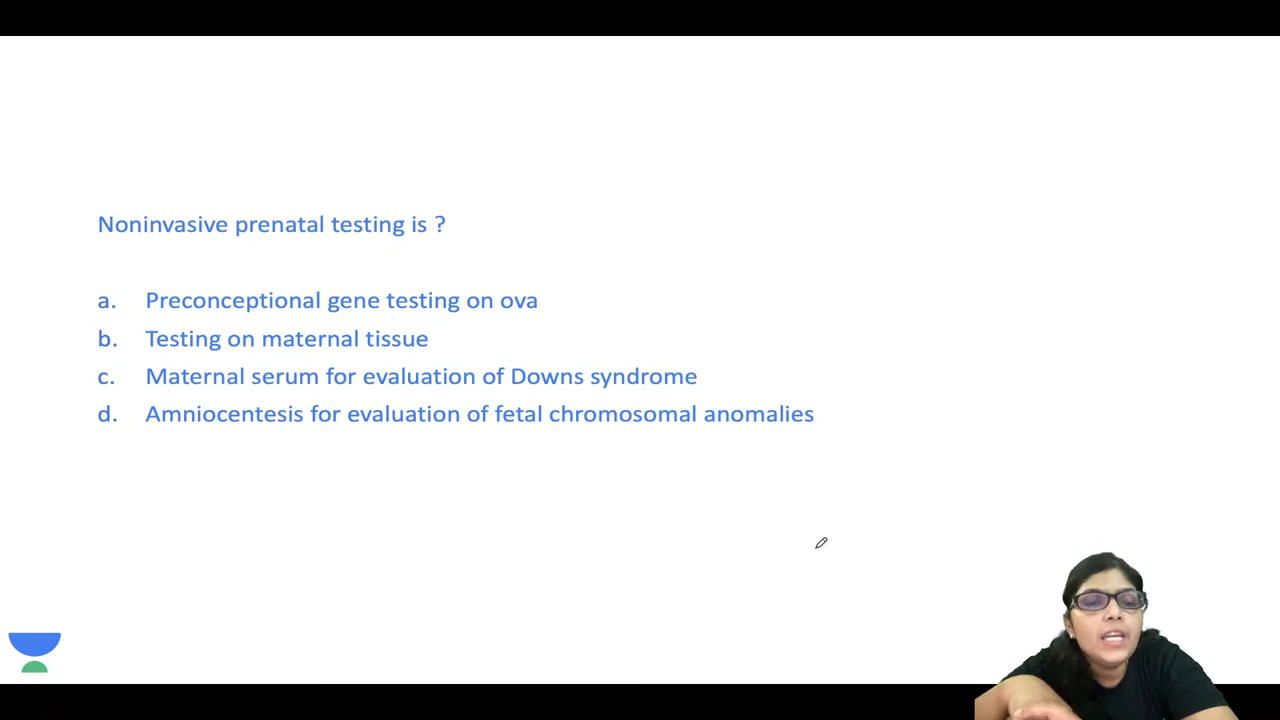 Noninvasive prenatal testing is ?
a. Preconceptional gene testing on ova
b. Testing on maternal tissue
c. Maternal serum for evaluation of Downs syndrome
d. Amniocentesis for evaluation of fetal chromosomal anomalies